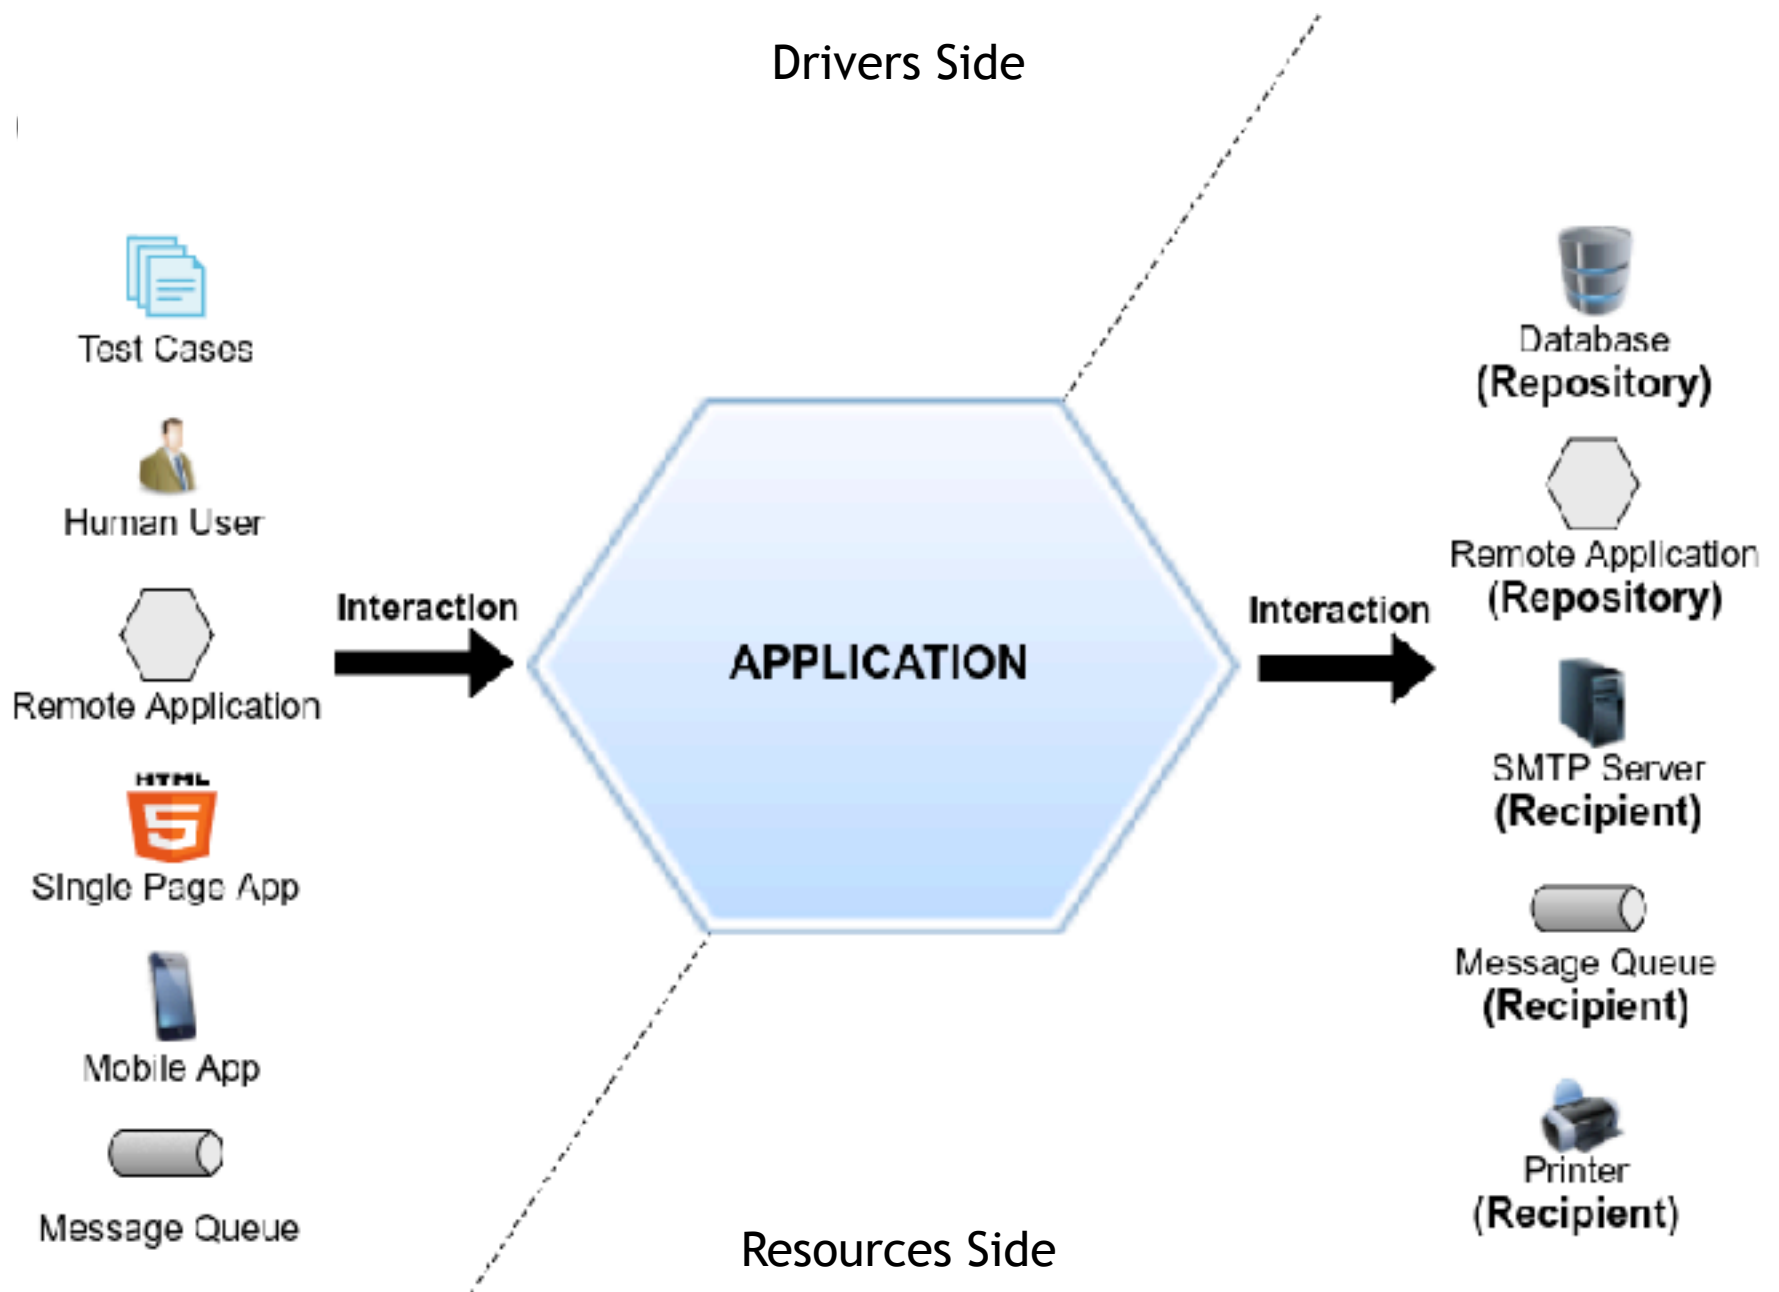 Drivers Side
Test Cases
Human User
Remote Application
HTML
5
Single Page App
Mobile App
Message Queue
Interaction
APPLICATION
Interaction
Database
(Repository)
Remote Application
(Repository)
SMTP Server
(Recipient)
Message Queue
(Recipient)
Printer
(Recipient)
Resources Side